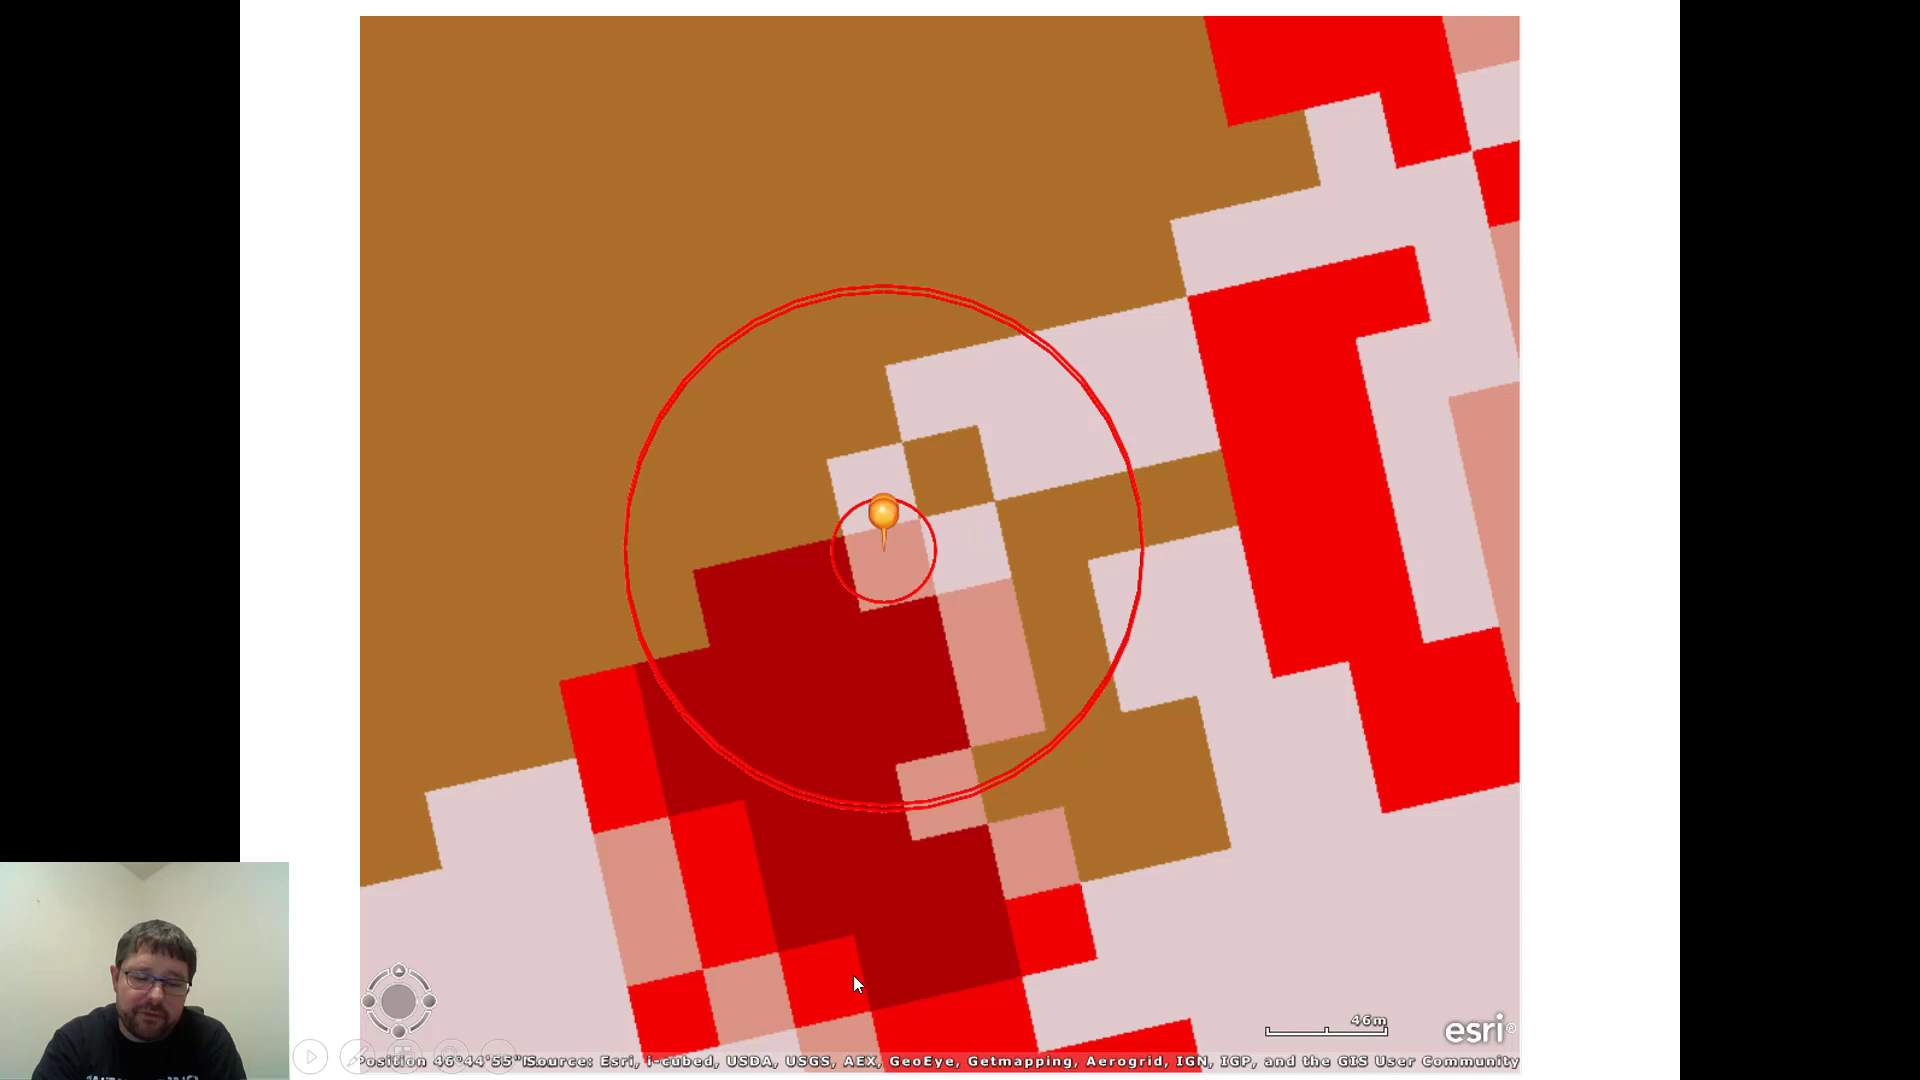 46m
esri
Position 46°44'55"
Source: Esri, i-cubed, USDA, USGS, AEX, GeoEye, Getmapping, Aerogrid, IGN, IGP, and the GIS User Community